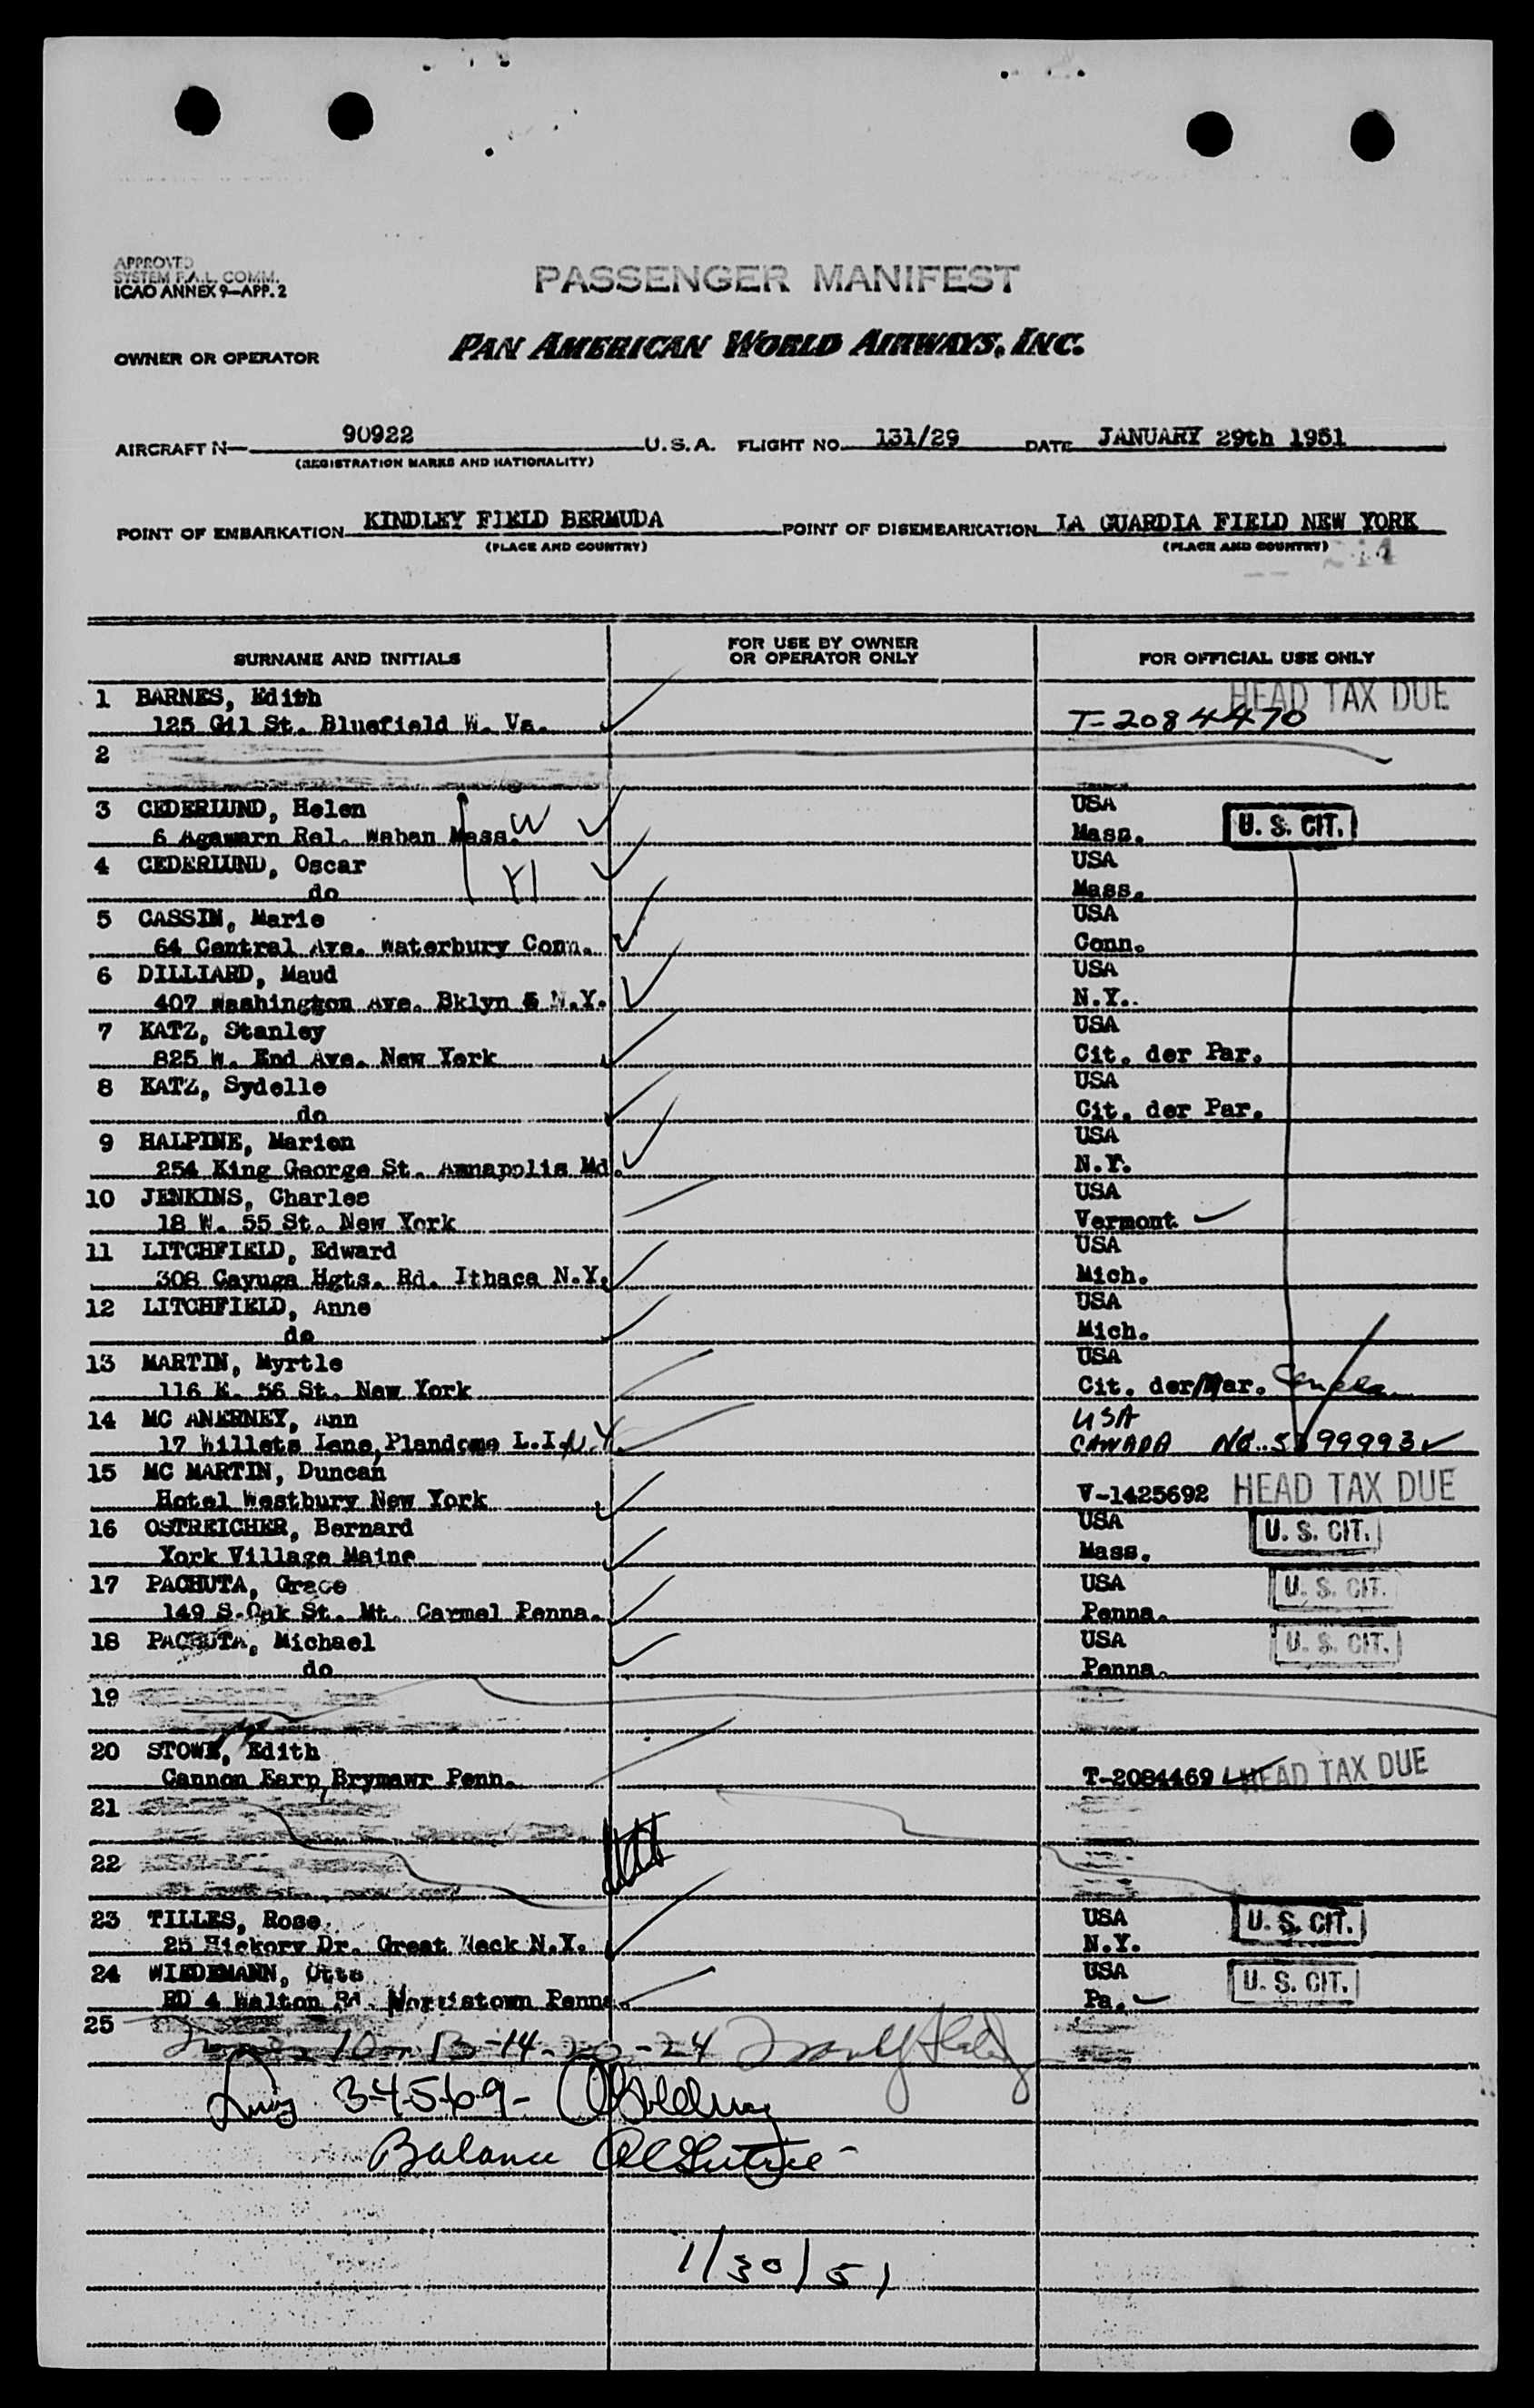 APPROVED
SYSTEM F.A.L. COMM.
ICAO ANNEX 9—APP. 2
PASSENGER MANIFEST
OWNER OR OPERATOR PAN AMERICAN WORLD AIRWAYS, INC.
AIRCRAFT N— 90922 U.S.A. FLIGHT NO. 131/29 DATE JANUARY 29th 1951
(REGISTRATION MARKS AND NATIONALITY)
POINT OF EMBARKATION KINDLEY FIELD BERMUDA POINT OF DISEMBARKATION LA GUARDIA FIELD NEW YORK
(PLACE AND COUNTRY) (PLACE AND COUNTRY)
SURNAME AND INITIALS FOR USE BY OWNER OR OPERATOR ONLY FOR OFFICIAL USE ONLY
1 BARNES, Edith HEAD TAX DUE
125 Gil St. Bluefield W. Va. T-2084470
2
3 CEDERLUND, Helen USA U. S. CIT.
6 Agawarn Ral. Waban Mass. W Mass.
4 CEDERLUND, Oscar USA
do H Mass.
5 CASSIN, Marie USA
64 Central Ave. Waterbury Conn. Conn.
6 DILLIARD, Maud USA
407 Washington Ave. Bklyn 5 N.Y. N.Y.
7 KATZ, Stanley USA
825 W. End Ave. New York Cit. der Par.
8 KATZ, Sydelle USA
do Cit. der Par.
9 HALPINE, Marion USA
254 King George St. Annapolis Md. N.Y.
10 JENKINS, Charles USA
18 W. 55 St. New York Vermont
11 LITCHFIELD, Edward USA
308 Cayuga Hgts. Rd. Ithaca N.Y. Mich.
12 LITCHFIELD, Anne USA
do Mich.
13 MARTIN, Myrtle USA
116 E. 56 St. New York Cit. der Mar.
14 MC ANERNEY, Ann USA
17 Willets Lane, Plandome L.I. N.Y. CANADA NO.
15 MC MARTIN, Duncan
Hotel Westbury New York V-1425692 HEAD TAX DUE
16 OSTREICHER, Bernard USA U. S. CIT.
York Village Maine Mass.
17 PACHUTA, Grace USA U. S. CIT.
149 S. Oak St. Mt. Carmel Penna. Penna.
18 PACHUTA, Michael USA U. S. CIT.
do Penna.
19
20 STOWE, Edith
Cannon Earp, Brymawr Penn. T-2084469 HEAD TAX DUE
21
22
23 TILLES, Rose USA U. S. CIT.
25 Hickory Dr. Great Neck N.Y. N.Y.
24 WIEDEMANN, Otto USA U. S. CIT.
RD 4 Walton Rd. Norristown Penna. Pa.
25
34569-
Balance
1/30/51